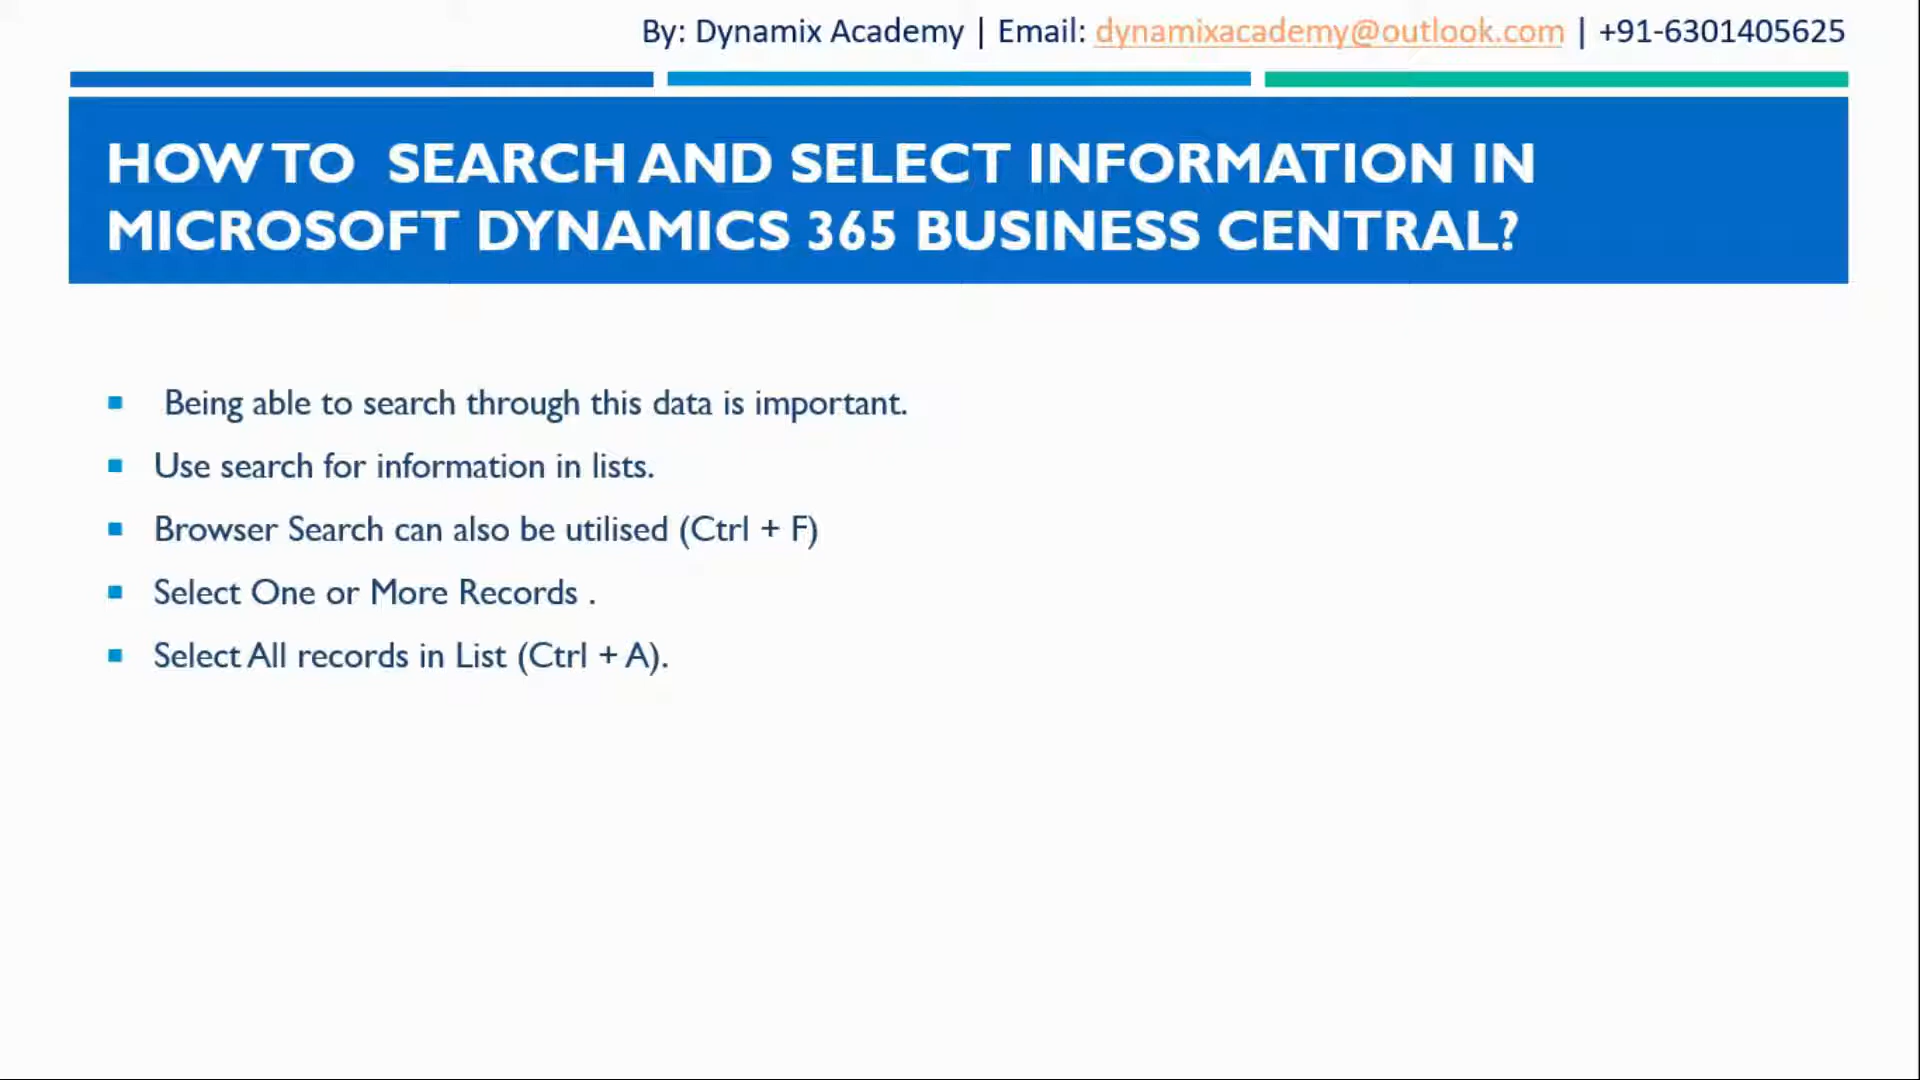 By: Dynamix Academy | Email: dynamixacademy@outlook.com | +91-6301405625
HOW TO SEARCH AND SELECT INFORMATION IN
MICROSOFT DYNAMICS 365 BUSINESS CENTRAL?
Being able to search through this data is important.
Use search for information in lists.
Browser Search can also be utilised (Ctrl + F)
Select One or More Records .
Select All records in List (Ctrl + A).